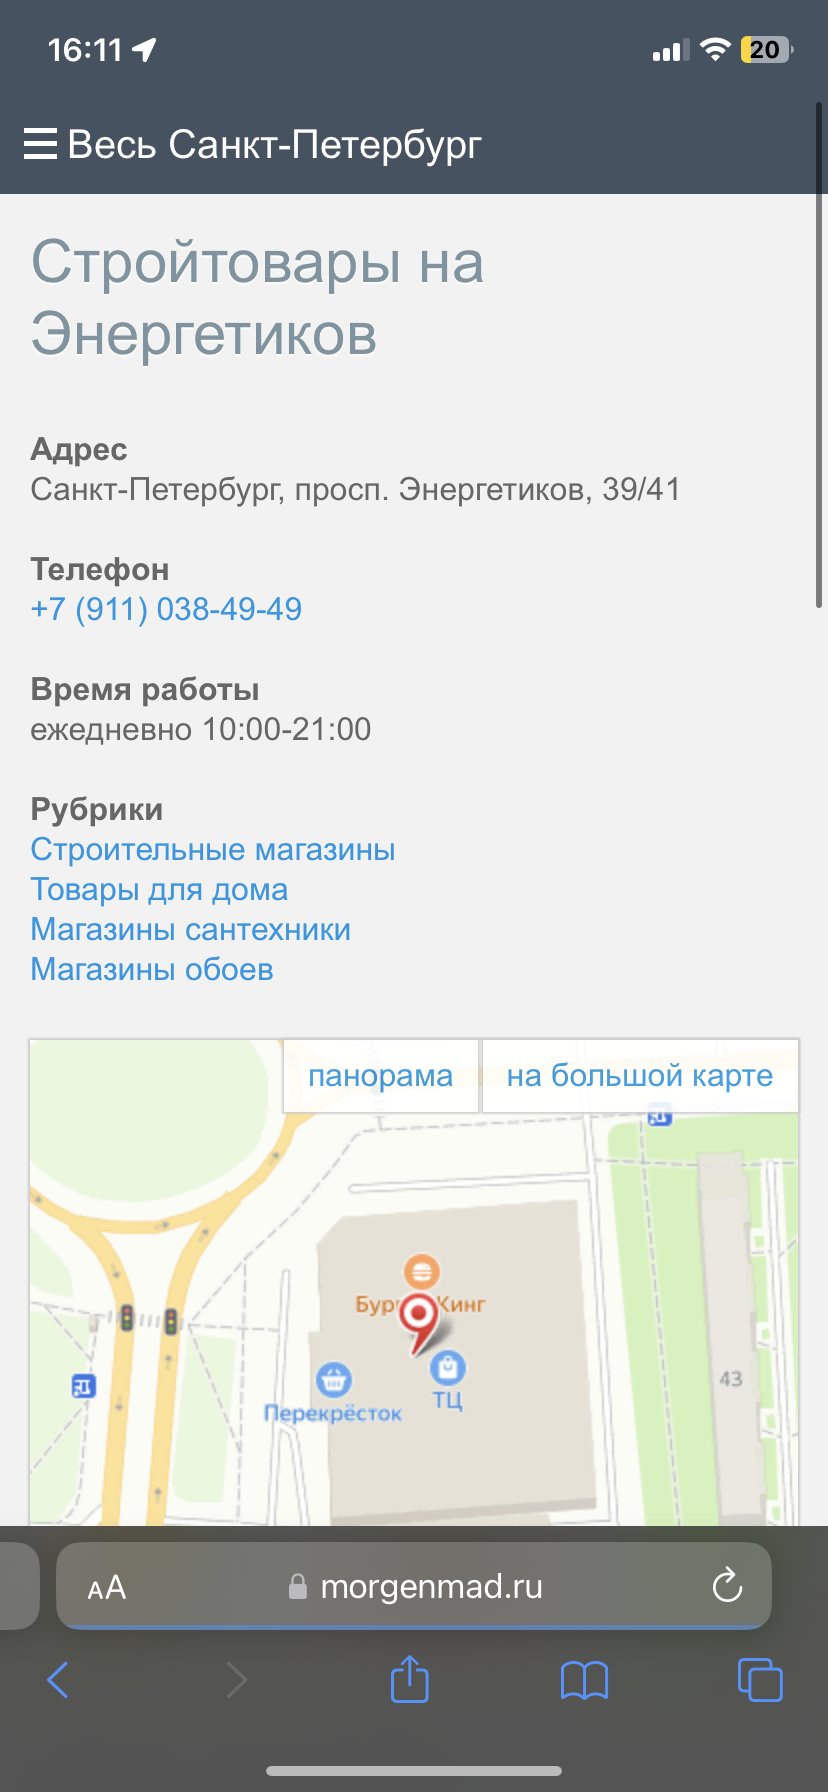 16:11
20
Весь Санкт-Петербург
Стройтовары на
Энергетиков
Адрес
Санкт-Петербург, просп. Энергетиков, 39/41
Телефон
+7 (911) 038-49-49
Время работы
ежедневно 10:00-21:00
Рубрики
Строительные магазины
Товары для дома
Магазины сантехники
Магазины обоев
панорама
на большой карте
Бур Кинг
43
ТЦ
Перекрёсток
AA
morgenmad.ru